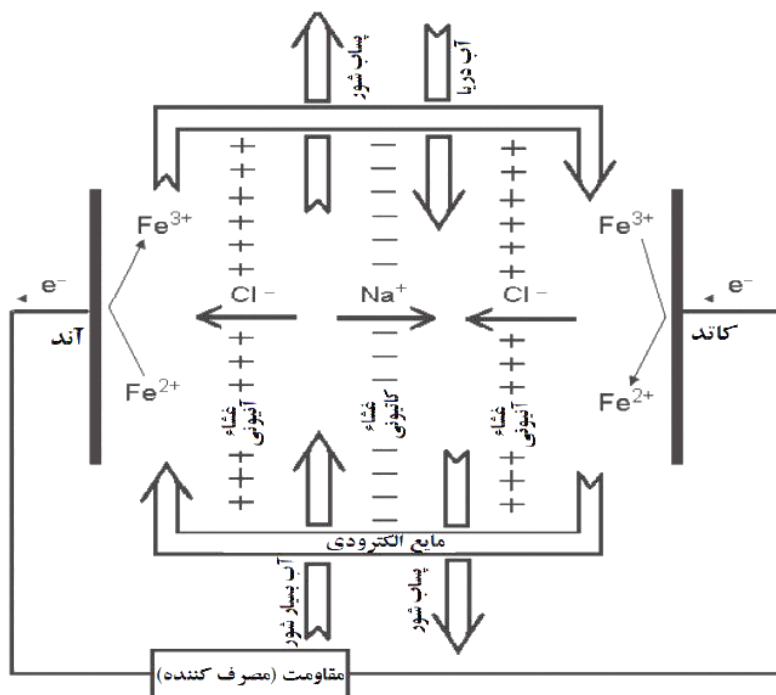 پساب شور
آب دریا
Fe³⁺
Fe³⁺
e⁻
e⁻
Cl⁻
Na⁺
Cl⁻
آند
کاتد
Fe²⁺
Fe²⁺
غشاء
آنیونی
غشاء
کاتیونی
غشاء
آنیونی
مایع الکترودی
آب بسیار شور
پساب شور
مقاومت (مصرف کننده)